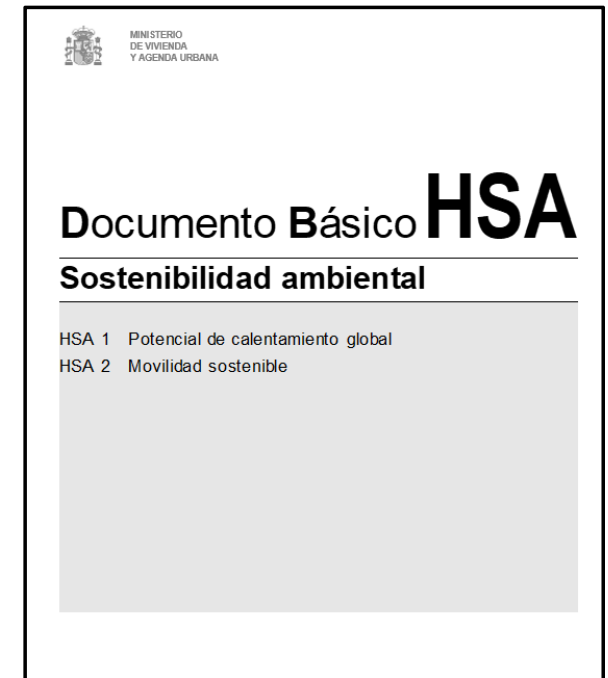 MINISTERIO
DE VIVIENDA
Y AGENDA URBANA
Documento Básico HSA
Sostenibilidad ambiental
HSA 1 Potencial de calentamiento global
HSA 2 Movilidad sostenible